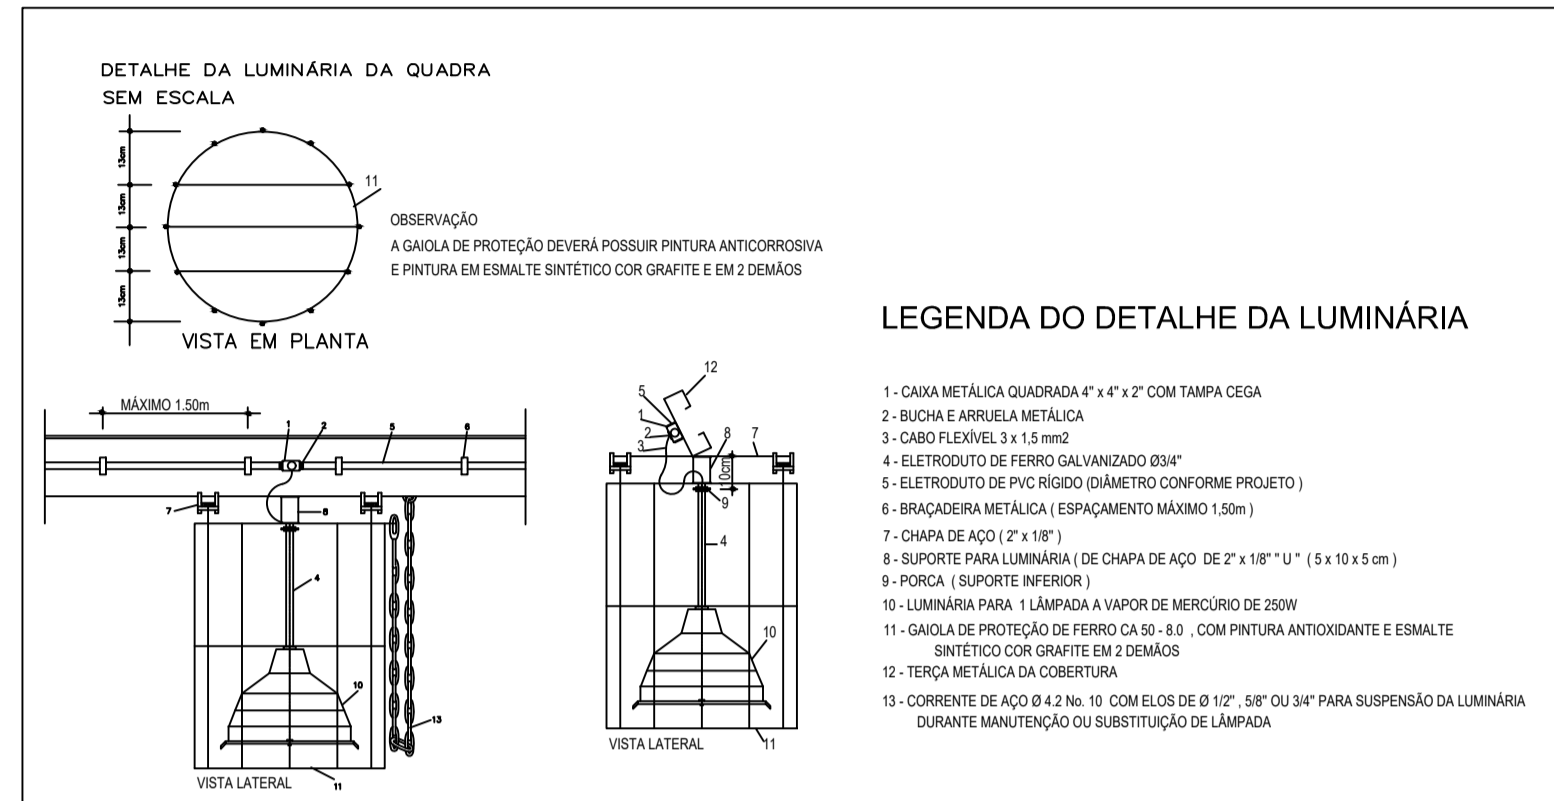 DETALHE DA LUMINÁRIA DA QUADRA
SEM ESCALA
13cm
13cm
13cm
13cm
11
OBSERVAÇÃO
A GAIOLA DE PROTEÇÃO DEVERÁ POSSUIR PINTURA ANTICORROSIVA
E PINTURA EM ESMALTE SINTÉTICO COR GRAFITE E EM 2 DEMÃOS
VISTA EM PLANTA
MÁXIMO 1.50m
1
2
5
6
7
8
4
10
13
11
VISTA LATERAL
12
5
1
2
3
8
7
10cm
9
4
10
11
VISTA LATERAL
LEGENDA DO DETALHE DA LUMINÁRIA
1 - CAIXA METÁLICA QUADRADA 4" x 4" x 2" COM TAMPA CEGA
2 - BUCHA E ARRUELA METÁLICA
3 - CABO FLEXÍVEL 3 x 1,5 mm2
4 - ELETRODUTO DE FERRO GALVANIZADO Ø3/4"
5 - ELETRODUTO DE PVC RÍGIDO (DIÂMETRO CONFORME PROJETO )
6 - BRAÇADEIRA METÁLICA ( ESPAÇAMENTO MÁXIMO 1,50m )
7 - CHAPA DE AÇO ( 2" x 1/8" )
8 - SUPORTE PARA LUMINÁRIA ( DE CHAPA DE AÇO DE 2" x 1/8" " U " ( 5 x 10 x 5 cm )
9 - PORCA ( SUPORTE INFERIOR )
10 - LUMINÁRIA PARA 1 LÂMPADA A VAPOR DE MERCÚRIO DE 250W
11 - GAIOLA DE PROTEÇÃO DE FERRO CA 50 - 8.0 , COM PINTURA ANTIOXIDANTE E ESMALTE
SINTÉTICO COR GRAFITE EM 2 DEMÃOS
12 - TERÇA METÁLICA DA COBERTURA
13 - CORRENTE DE AÇO Ø 4.2 No. 10 COM ELOS DE Ø 1/2" , 5/8" OU 3/4" PARA SUSPENSÃO DA LUMINÁRIA
DURANTE MANUTENÇÃO OU SUBSTITUIÇÃO DE LÂMPADA